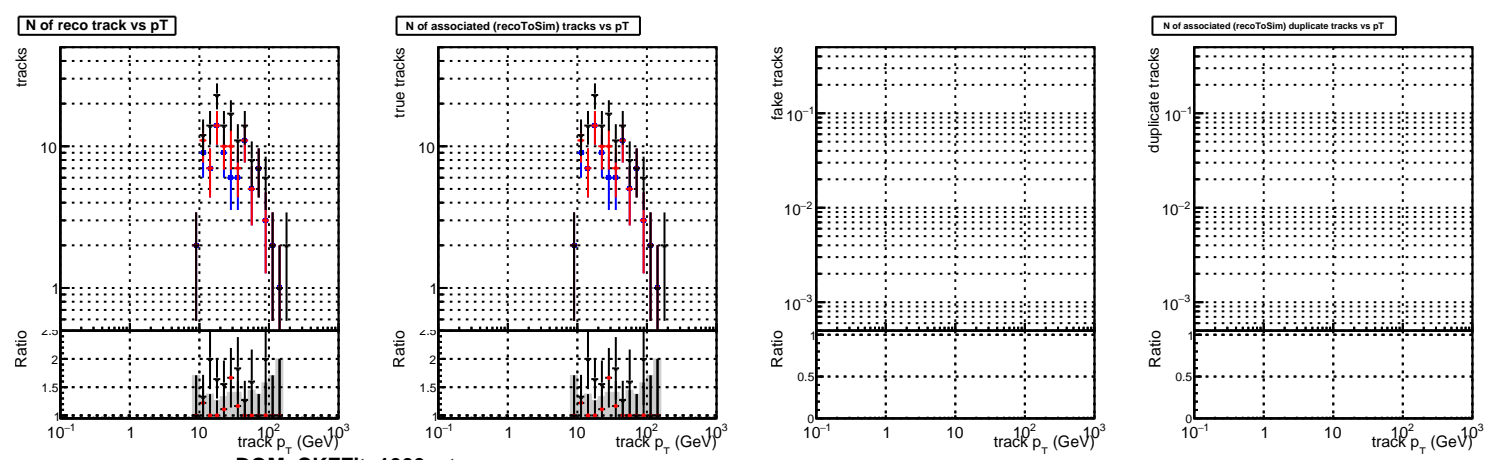 N of reco track vs pT
tracks
10
1
Ratio
2.5
2
1.5
1
10⁻¹ 1 10 10² 10³
track p_T (GeV)
N of associated (recoToSim) tracks vs pT
true tracks
10
1
Ratio
2.5
2
1.5
1
10⁻¹ 1 10 10² 10³
track p_T (GeV)
fake tracks
10⁻¹
10⁻²
10⁻³
Ratio
1
0.5
0
10⁻¹ 1 10 10² 10³
track p_T (GeV)
N of associated (recoToSim) duplicate tracks vs pT
duplicate tracks
10⁻¹
10⁻²
10⁻³
Ratio
1
0.5
0
10⁻¹ 1 10 10² 10³
track p_T (GeV)